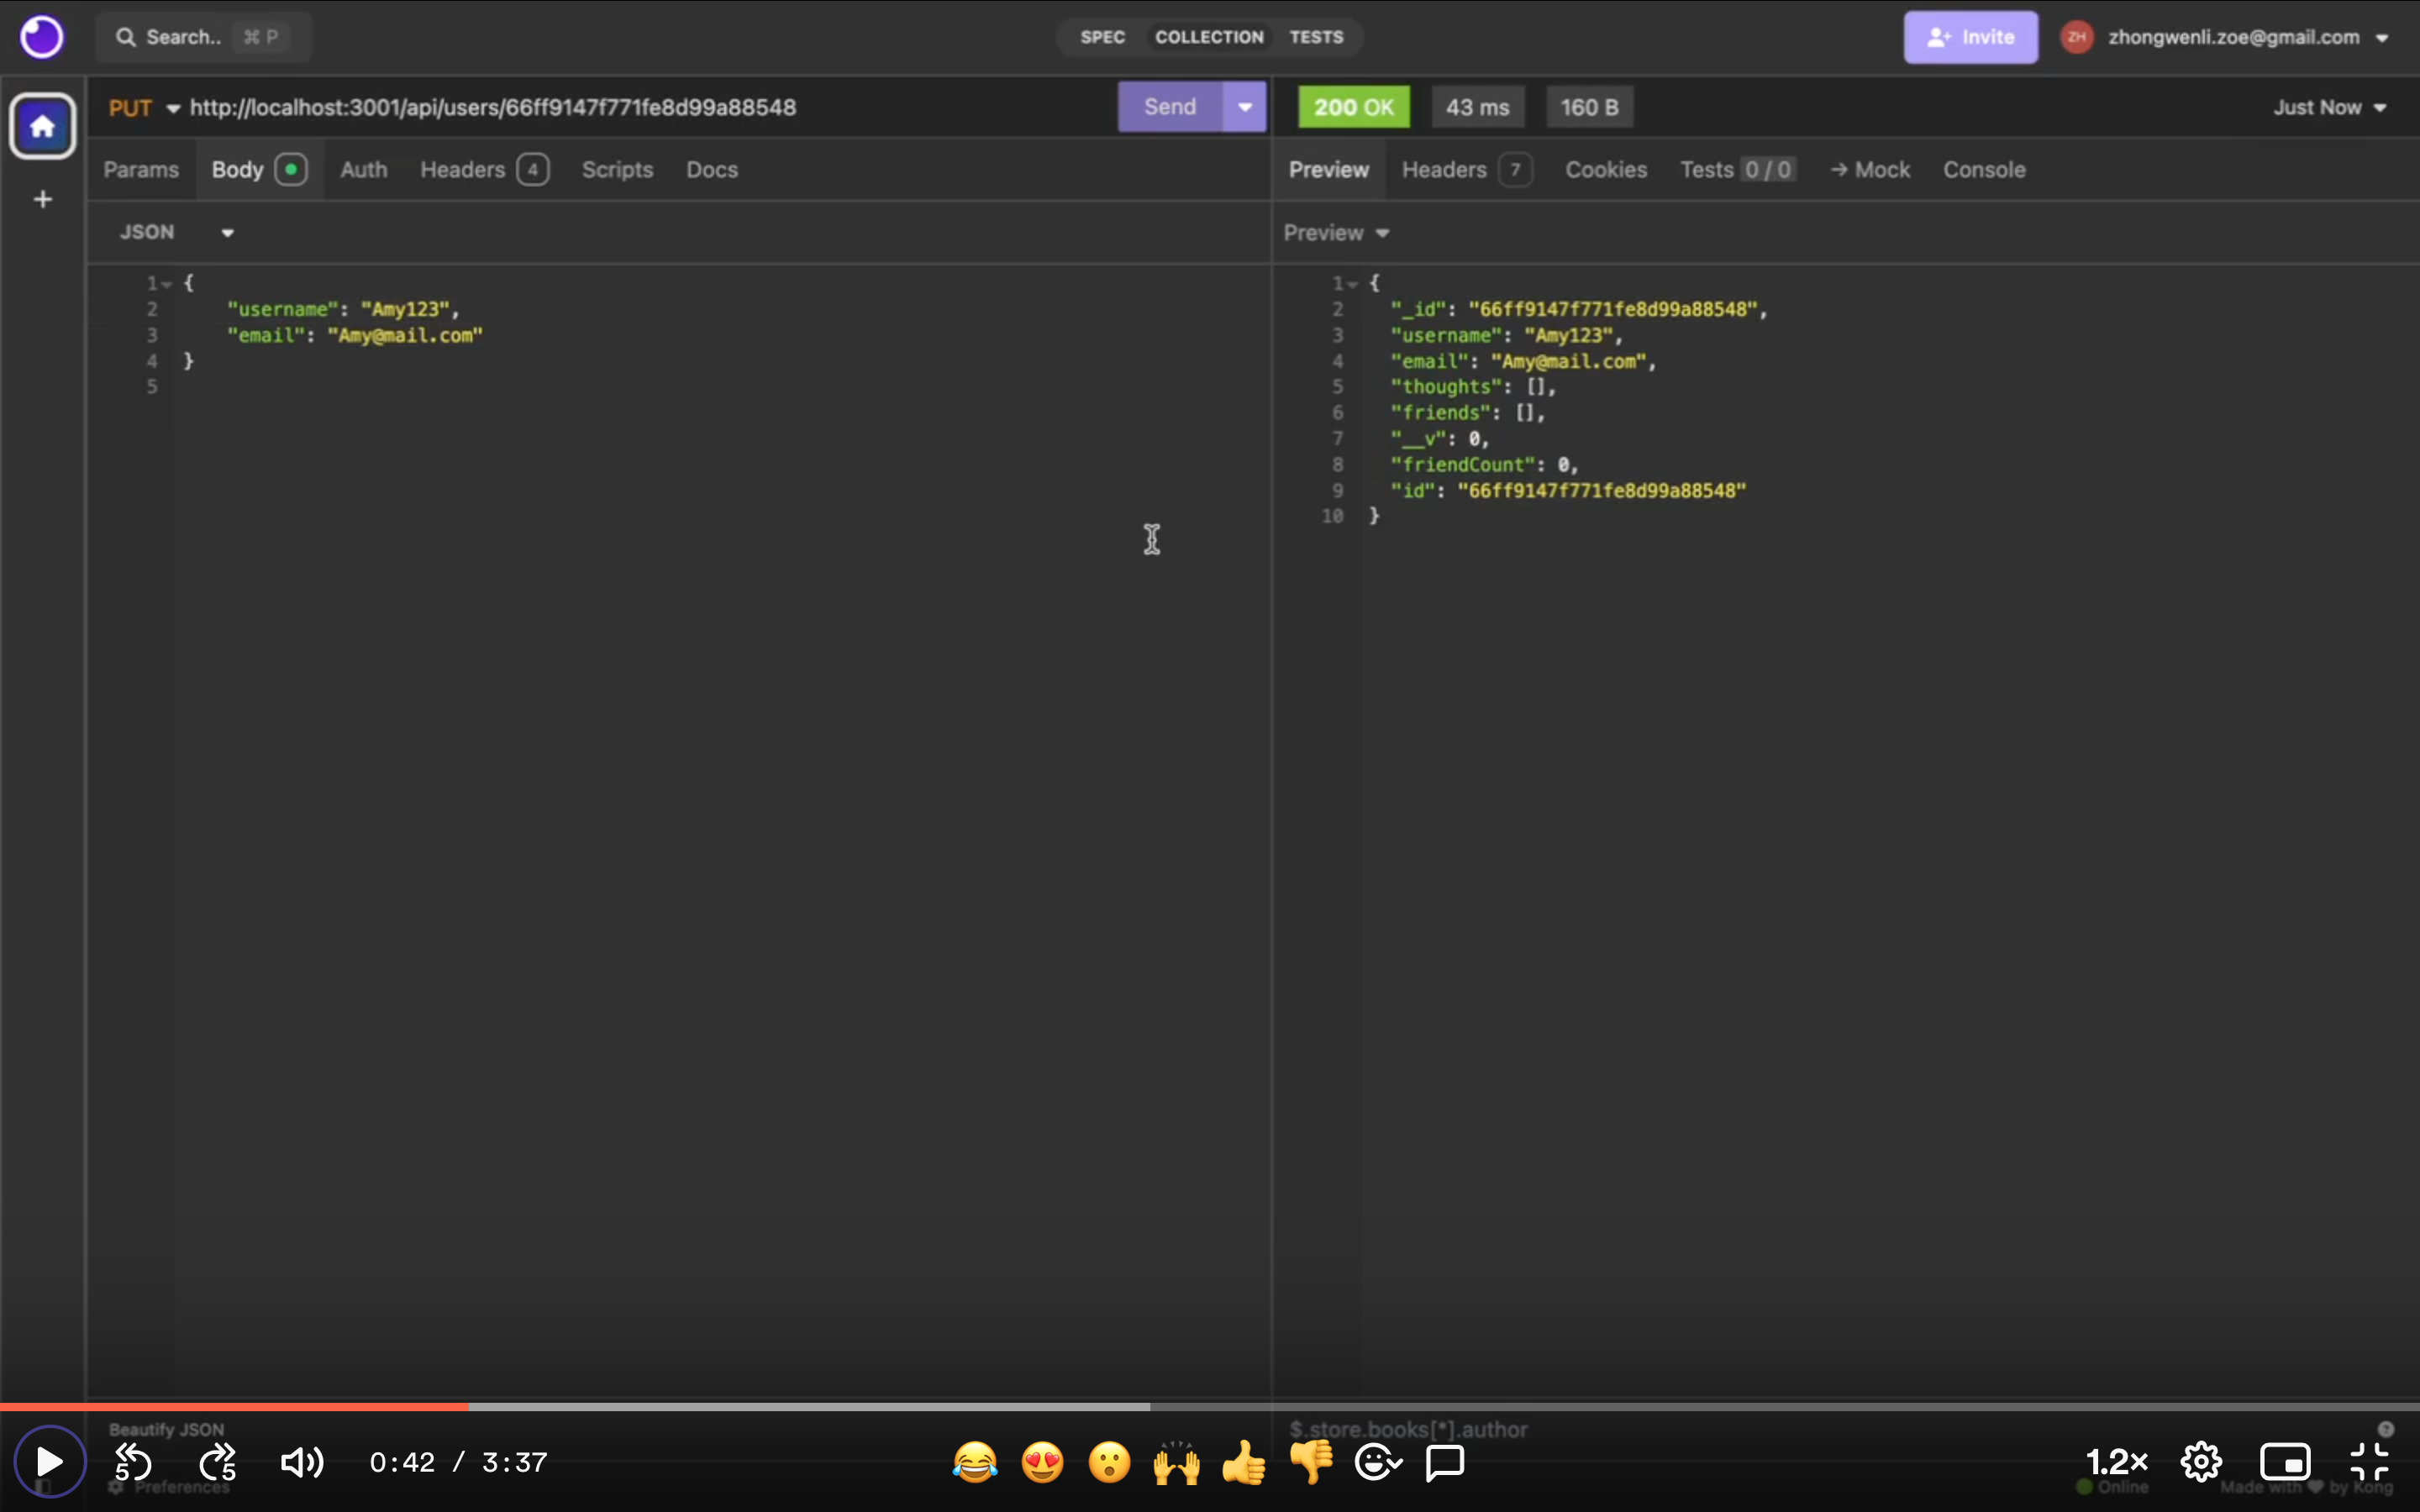 Search.. ⌘ P
SPEC COLLECTION TESTS
Invite
ZH zhongwenli.zoe@gmail.com
PUT http://localhost:3001/api/users/66ff9147f771fe8d99a88548
Send
200 OK 43 ms 160 B
Just Now
Params Body Auth Headers 4 Scripts Docs
Preview Headers 7 Cookies Tests 0 / 0 → Mock Console
JSON
Preview
1 {
2 "username": "Amy123",
3 "email": "Amy@mail.com"
4 }
5
1 {
2 "_id": "66ff9147f771fe8d99a88548",
3 "username": "Amy123",
4 "email": "Amy@mail.com",
5 "thoughts": [],
6 "friends": [],
7 "__v": 0,
8 "friendCount": 0,
9 "id": "66ff9147f771fe8d99a88548"
10 }
Beautify JSON
$.store.books[*].author
5 5 0:42 / 3:37
1.2×
Preferences
Online Made with ♥ by Kong